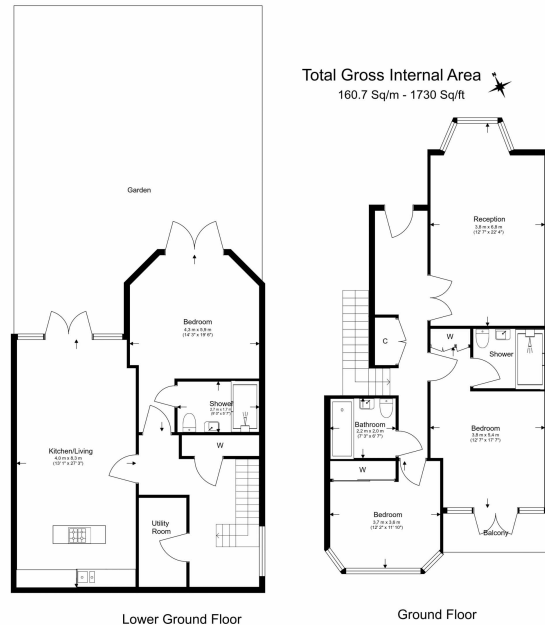 Total Gross Internal Area
160.7 Sq/m - 1730 Sq/ft
Garden
Bedroom
4,3 m x 5,9 m
(14' 3" x 19' 6")
Shower
2,7 m x 1,7 m
W
Kitchen/Living
4,0 m x 8,3 m
(13' 1" x 27' 3")
Utility
Room
Lower Ground Floor
Reception
3,8 m x 6,8 m
(12' 7" x 22' 4")
C
W
Shower
Bathroom
2,2 m x 2,0 m
(7' 3" x 6' 7")
Bedroom
3,8 m x 5,4 m
(12' 7" x 17' 7")
W
Bedroom
3,7 m x 3,6 m
(12' 2" x 11' 10")
Balcony
Ground Floor